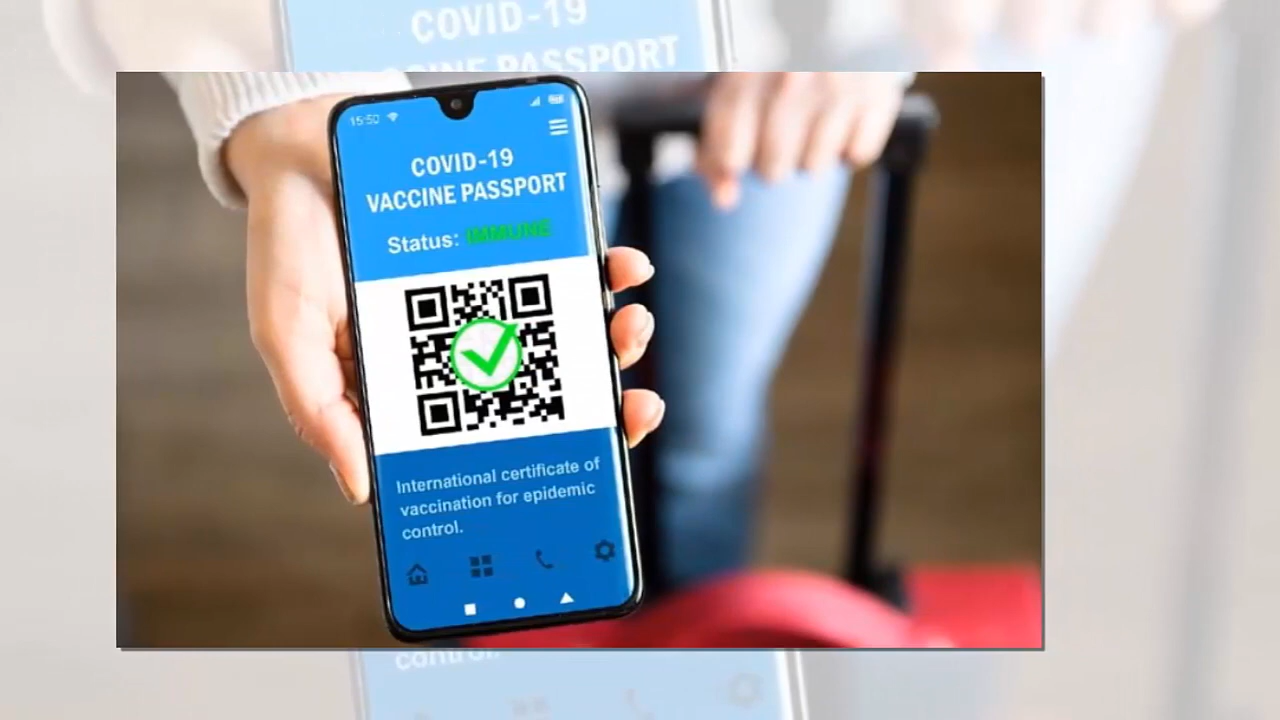 COVID-19
VACCINE PASSPORT
15:50
COVID-19
VACCINE PASSPORT
Status: IMMUNE
International certificate of
vaccination for epidemic
control.
control.